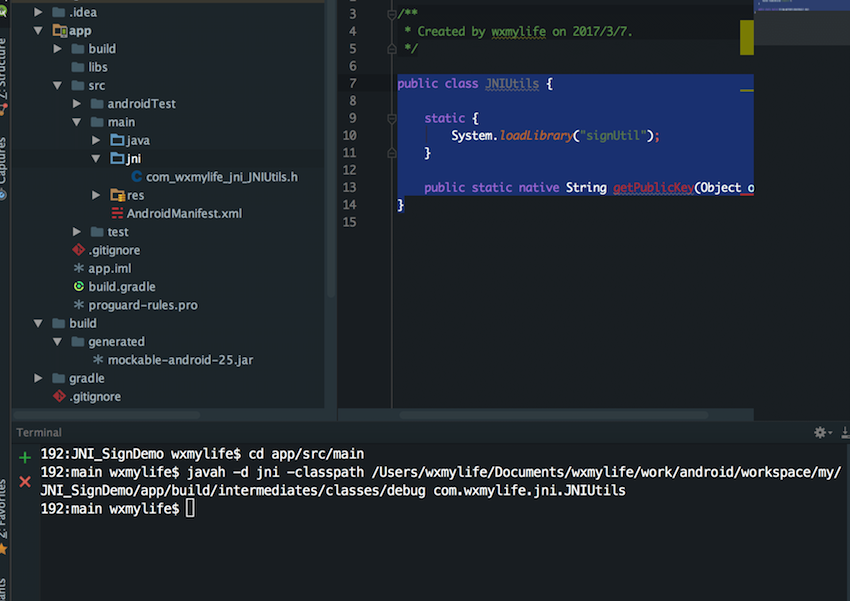 .idea
app
build
libs
src
androidTest
main
java
jni
com_wxmylife_jni_JNIUtils.h
res
AndroidManifest.xml
test
.gitignore
app.iml
build.gradle
proguard-rules.pro
build
generated
mockable-android-25.jar
gradle
.gitignore
Z: Structure
Captures
2: Favorites
3 /**
4 * Created by wxmylife on 2017/3/7.
5 */
6
7 public class JNIUtils {
8
9 static {
10 System.loadLibrary("signUtil");
11 }
12
13 public static native String getPublicKey(Object o
14 }
15
Terminal
192:JNI_SignDemo wxmylife$ cd app/src/main
192:main wxmylife$ javah -d jni -classpath /Users/wxmylife/Documents/wxmylife/work/android/workspace/my/
JNI_SignDemo/app/build/intermediates/classes/debug com.wxmylife.jni.JNIUtils
192:main wxmylife$